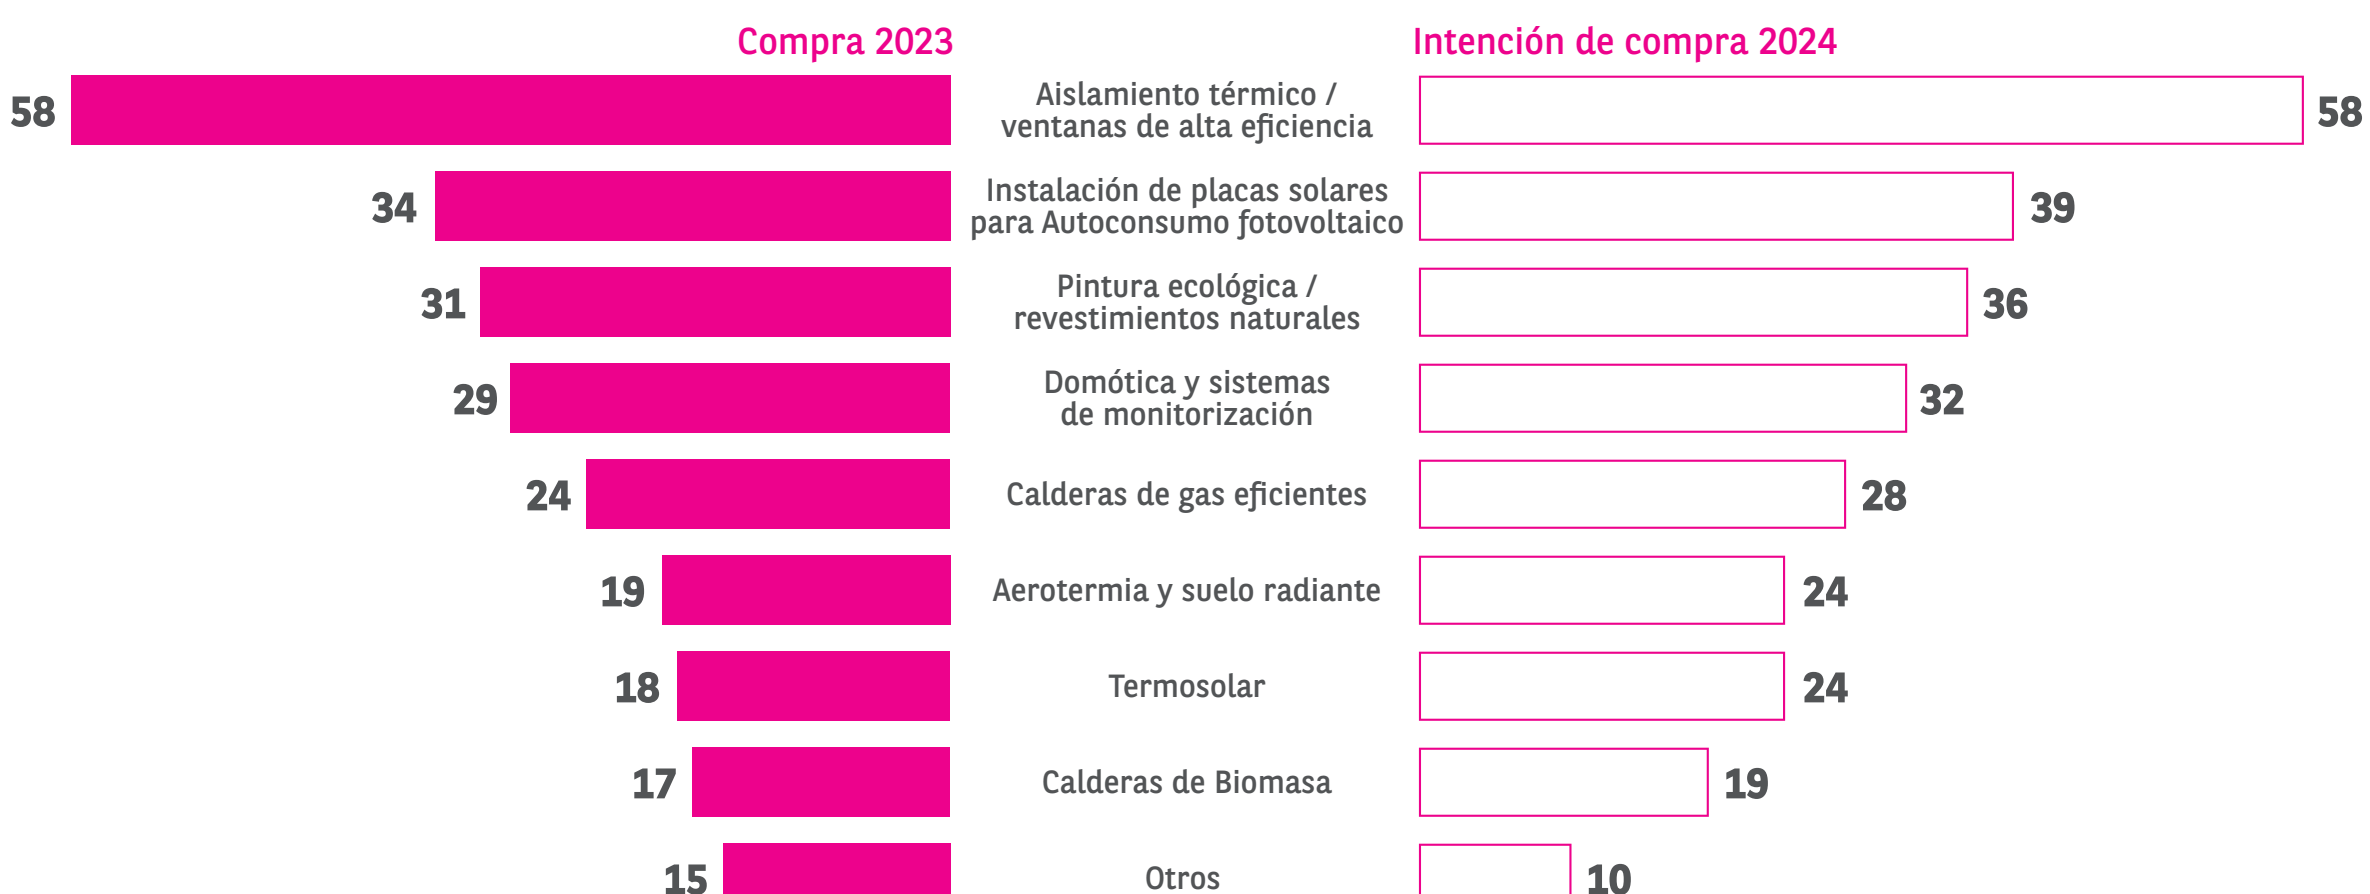 Compra 2023
Intención de compra 2024
58
Aislamiento térmico /
ventanas de alta eficiencia
58
34
Instalación de placas solares
para Autoconsumo fotovoltaico
39
31
Pintura ecológica /
revestimientos naturales
36
29
Domótica y sistemas
de monitorización
32
24
Calderas de gas eficientes
28
19
Aerotermia y suelo radiante
24
18
Termosolar
24
17
Calderas de Biomasa
19
15
Otros
10